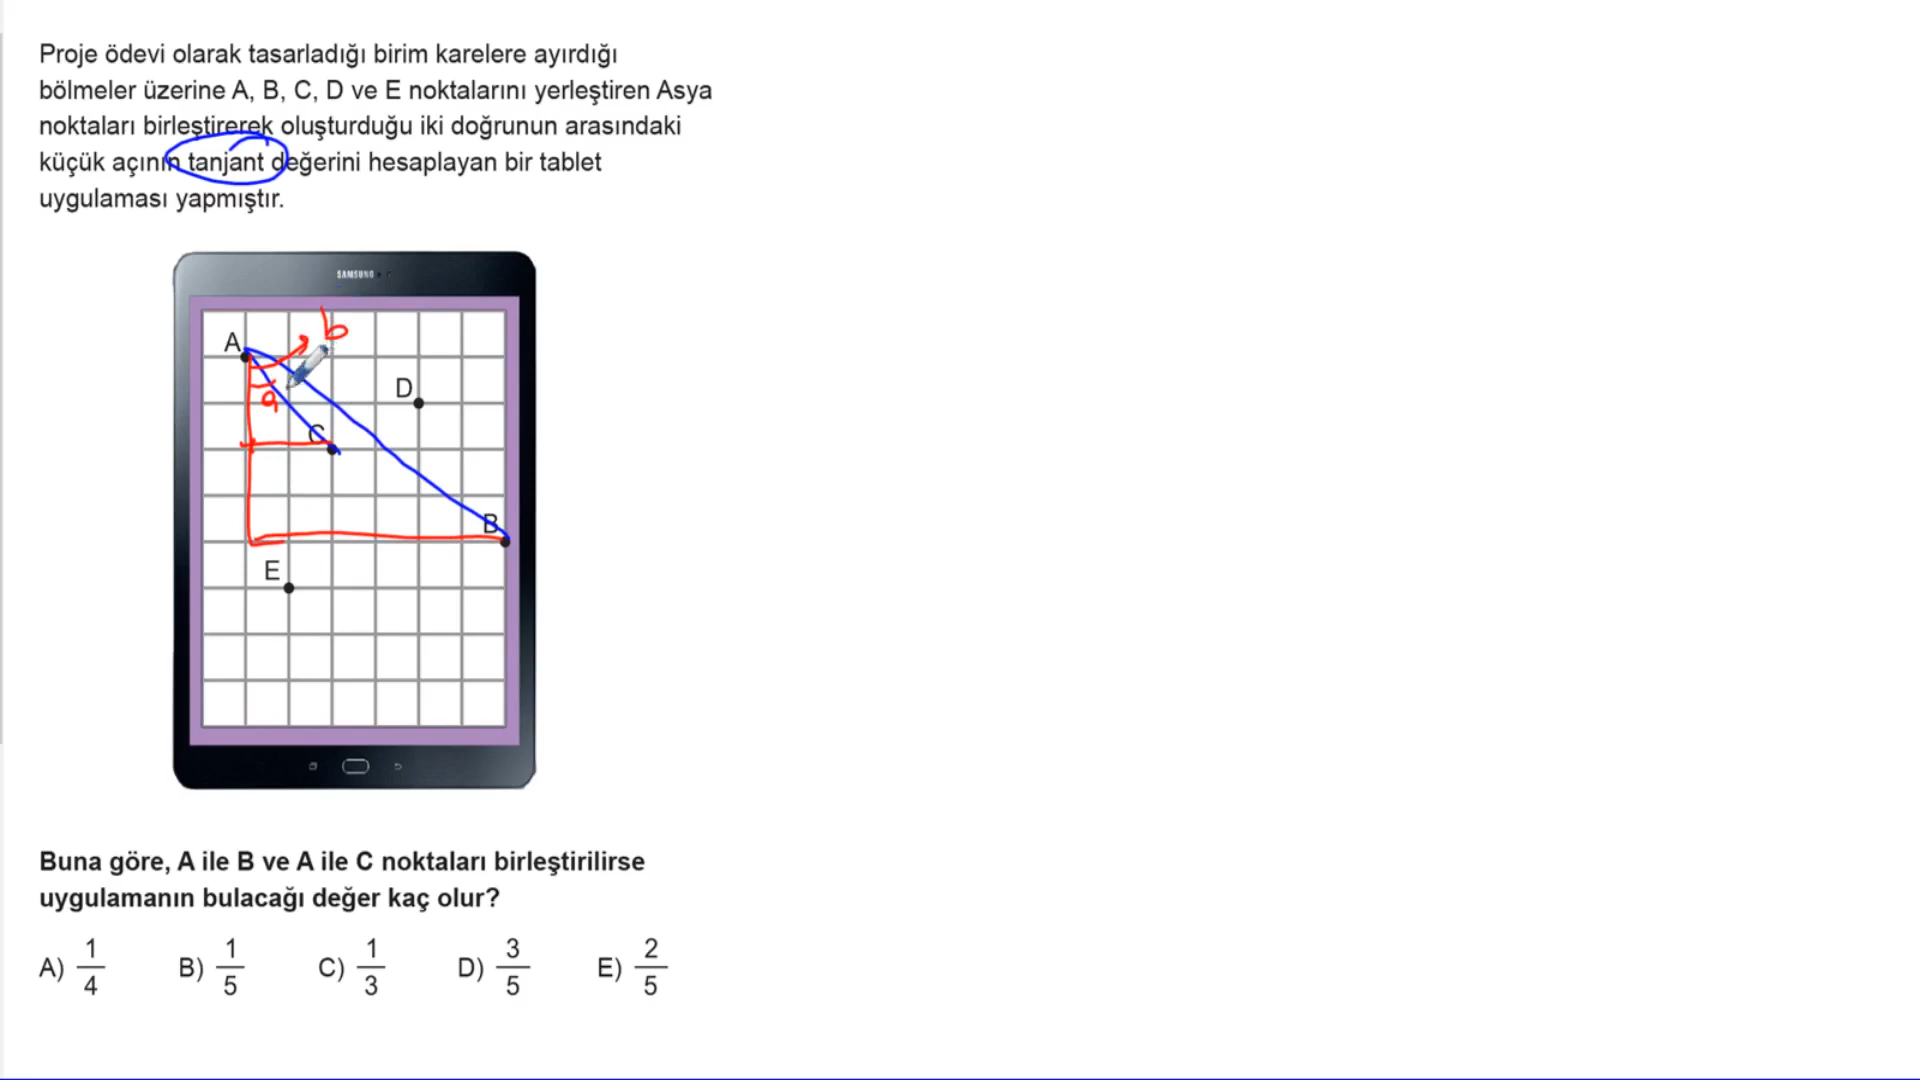 Proje ödevi olarak tasarladığı birim karelere ayırdığı
bölmeler üzerine A, B, C, D ve E noktalarını yerleştiren Asya
noktaları birleştirerek oluşturduğu iki doğrunun arasındaki
küçük açının tanjant değerini hesaplayan bir tablet
uygulaması yapmıştır.
SAMSUNG
b
A
D
a
C
B
E
Buna göre, A ile B ve A ile C noktaları birleştirilirse
uygulamanın bulacağı değer kaç olur?
A) 1/4 B) 1/5 C) 1/3 D) 3/5 E) 2/5